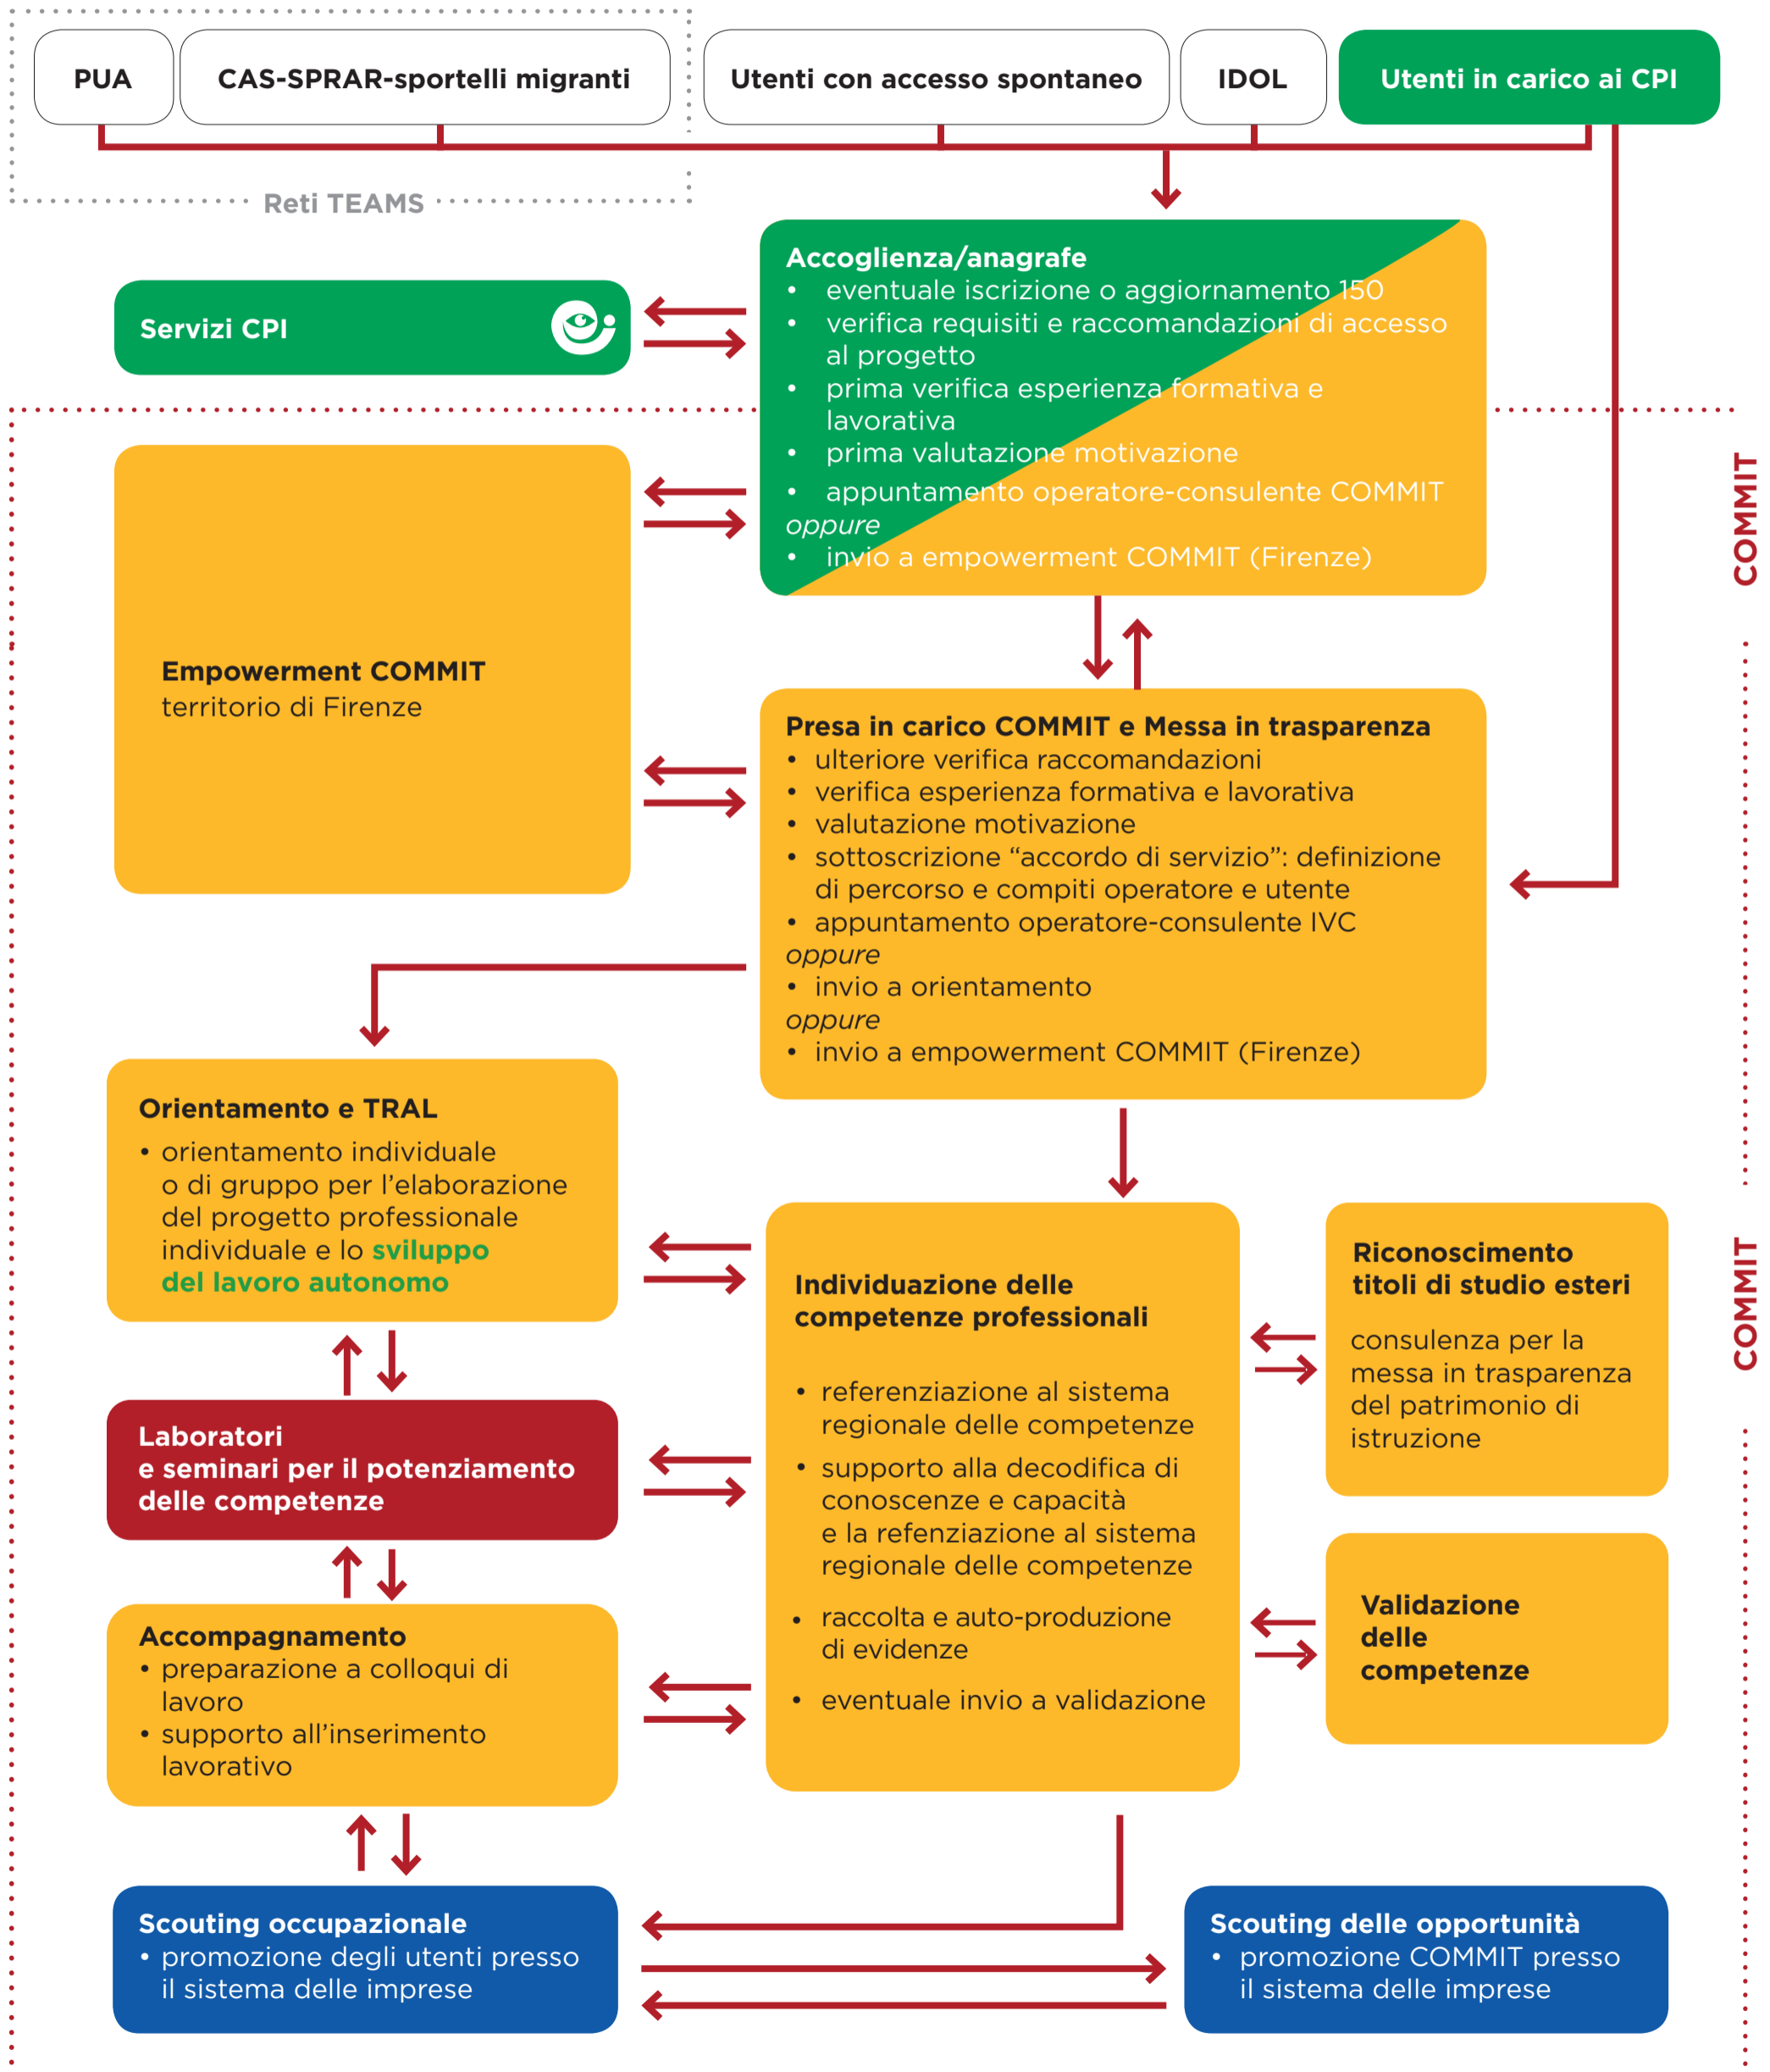 PUA
CAS-SPRAR-sportelli migranti
Utenti con accesso spontaneo
IDOL
Utenti in carico ai CPI
Reti TEAMS
Accoglienza/anagrafe
• eventuale iscrizione o aggiornamento 150
• verifica requisiti e raccomandazioni di accesso
al progetto
• prima verifica esperienza formativa e
lavorativa
• prima valutazione motivazione
• appuntamento operatore-consulente COMMIT
oppure
• invio a empowerment COMMIT (Firenze)
Servizi CPI
COMMIT
Empowerment COMMIT
territorio di Firenze
Presa in carico COMMIT e Messa in trasparenza
• ulteriore verifica raccomandazioni
• verifica esperienza formativa e lavorativa
• valutazione motivazione
• sottoscrizione “accordo di servizio”: definizione
di percorso e compiti operatore e utente
• appuntamento operatore-consulente IVC
oppure
• invio a orientamento
oppure
• invio a empowerment COMMIT (Firenze)
Orientamento e TRAL
• orientamento individuale
o di gruppo per l’elaborazione
del progetto professionale
individuale e lo sviluppo
del lavoro autonomo
Individuazione delle
competenze professionali
• referenziazione al sistema
regionale delle competenze
• supporto alla decodifica di
conoscenze e capacità
e la refenziazione al sistema
regionale delle competenze
• raccolta e auto-produzione
di evidenze
• eventuale invio a validazione
Riconoscimento
titoli di studio esteri
consulenza per la
messa in trasparenza
del patrimonio di
istruzione
COMMIT
Laboratori
e seminari per il potenziamento
delle competenze
Validazione
delle
competenze
Accompagnamento
• preparazione a colloqui di
lavoro
• supporto all’inserimento
lavorativo
Scouting occupazionale
• promozione degli utenti presso
il sistema delle imprese
Scouting delle opportunità
• promozione COMMIT presso
il sistema delle imprese